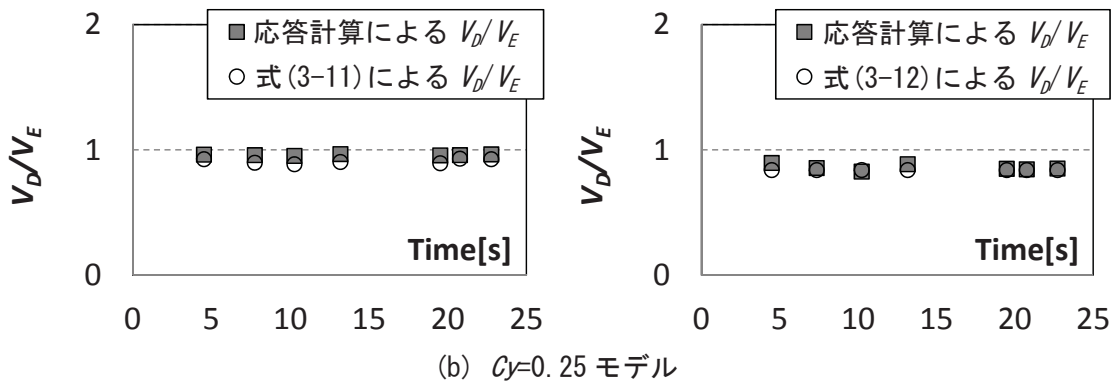 2
■ 応答計算による V_D/V_E
○ 式(3-11)による V_D/V_E
1
V_D/V_E
Time[s]
0
0 5 10 15 20 25
2
■ 応答計算による V_D/V_E
○ 式(3-12)による V_D/V_E
1
V_D/V_E
Time[s]
0
0 5 10 15 20 25
(b) Cy=0.25 モデル